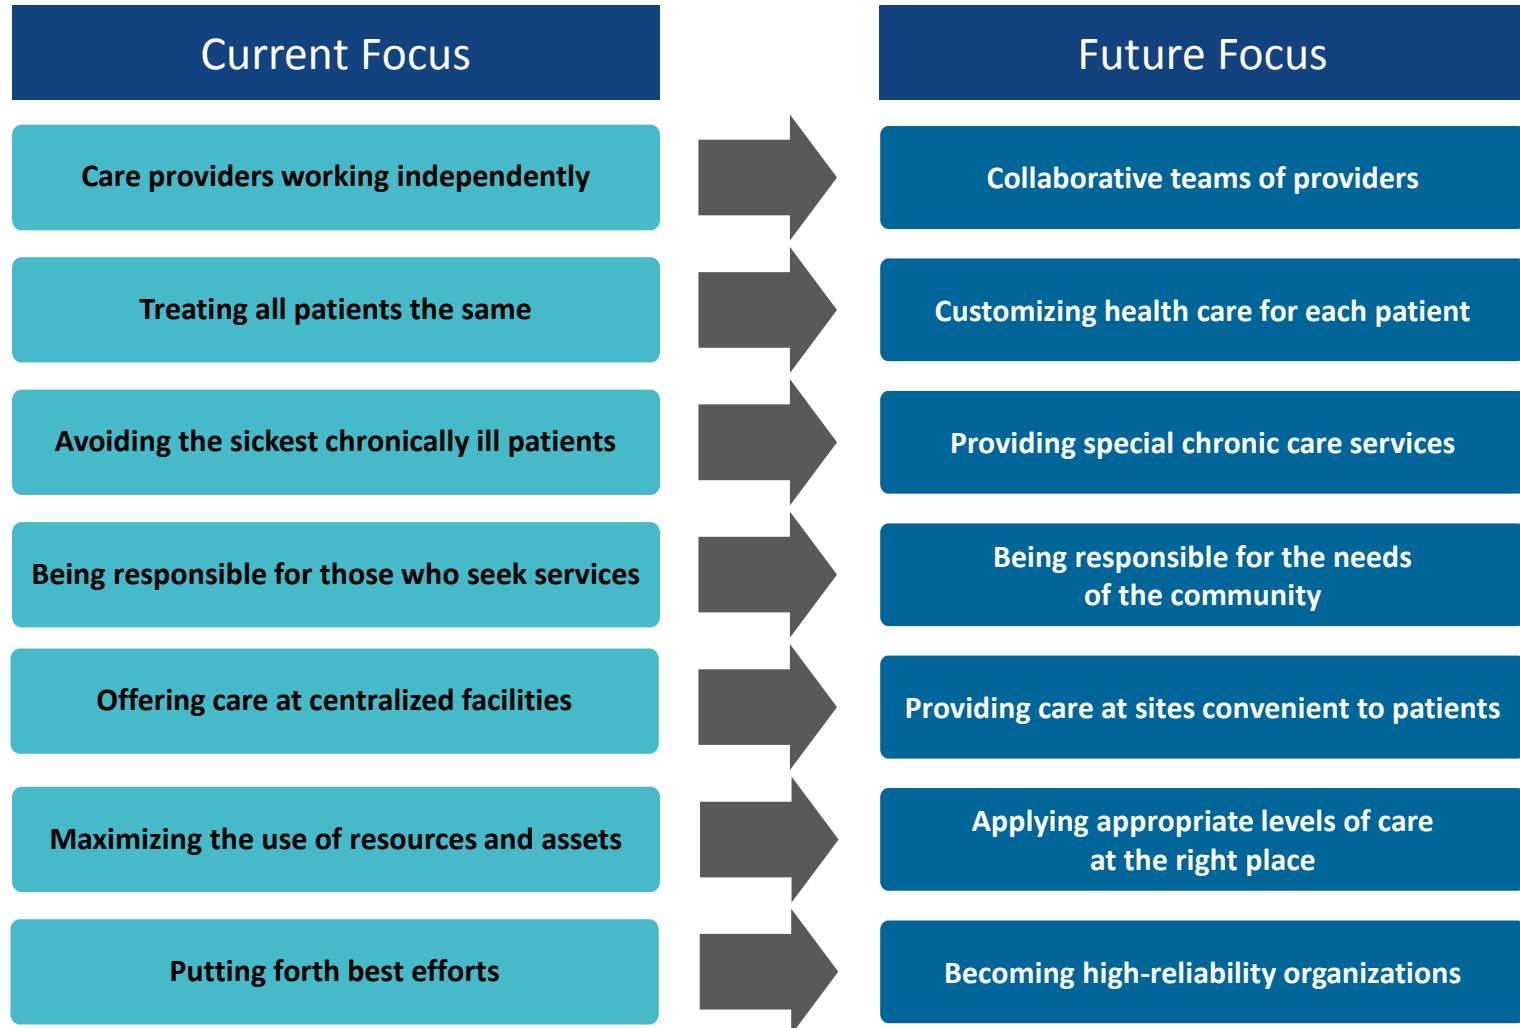 Current Focus
Future Focus
Care providers working independently
Collaborative teams of providers
Treating all patients the same
Customizing health care for each patient
Avoiding the sickest chronically ill patients
Providing special chronic care services
Being responsible for those who seek services
Being responsible for the needs
of the community
Offering care at centralized facilities
Providing care at sites convenient to patients
Maximizing the use of resources and assets
Applying appropriate levels of care
at the right place
Putting forth best efforts
Becoming high-reliability organizations